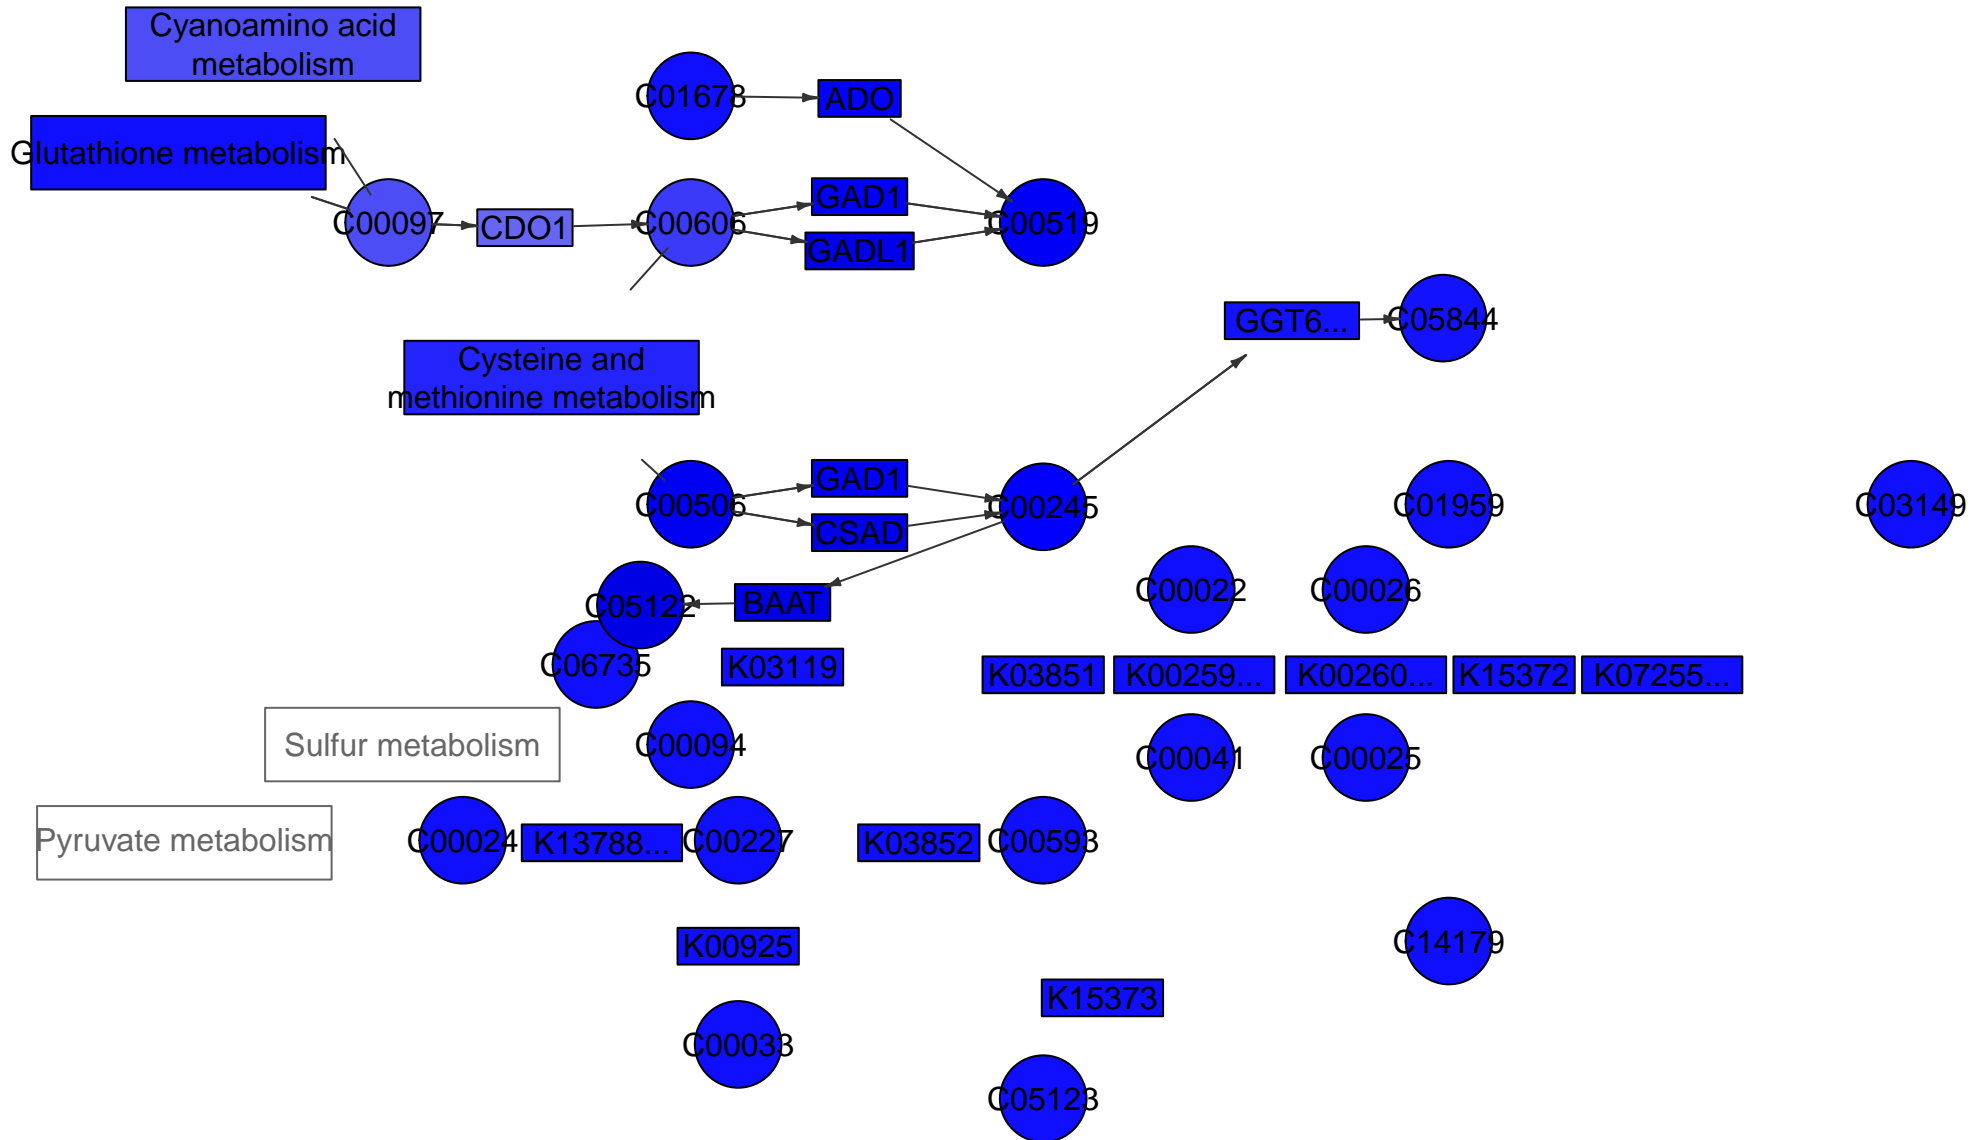 Cyanoamino acid
metabolism
C01678
ADO
Glutathione metabolism
C00097
CDO1
C00606
GAD1
GADL1
C00519
GGT6...
C05844
Cysteine and
methionine metabolism
C00506
GAD1
CSAD
C00245
C01959
C03149
C05122
BAAT
C00022
C00026
C06735
K03119
K03851
K00259...
K00260...
K15372
K07255...
Sulfur metabolism
C00094
C00041
C00025
Pyruvate metabolism
C00024
K13788...
C00227
K03852
C00593
K00925
C14179
K15373
C00033
C05123